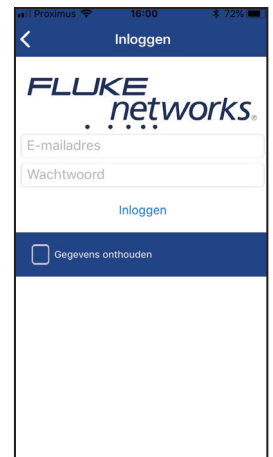 Proximus 16:00 72%
Inloggen
FLUKE
networks®
E-mailadres
Wachtwoord
Inloggen
Gegevens onthouden